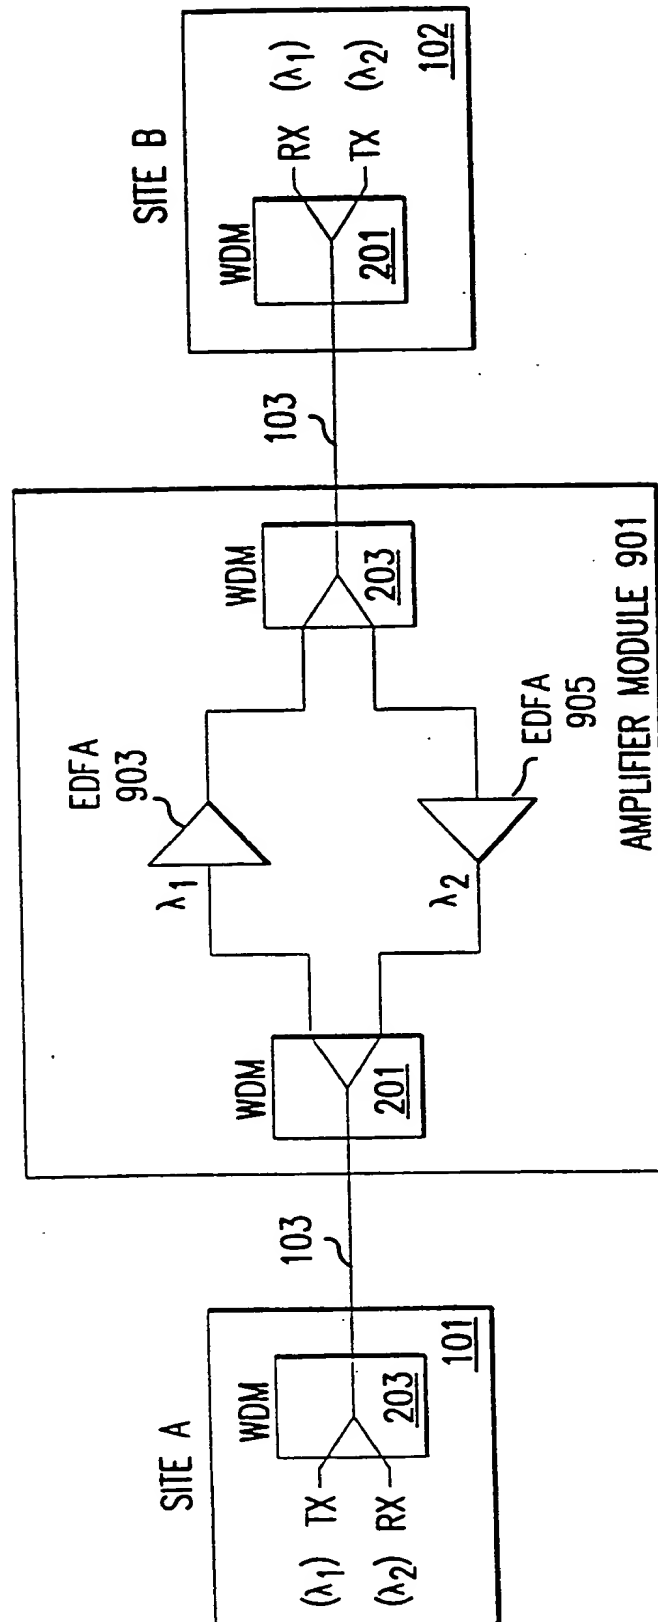 SITE A
WDM
203
(λ1) TX
(λ2) RX
101
103
WDM
201
EDFA
903
λ1
λ2
EDFA
905
WDM
203
AMPLIFIER MODULE 901
103
SITE B
WDM
201
RX (λ1)
TX (λ2)
102